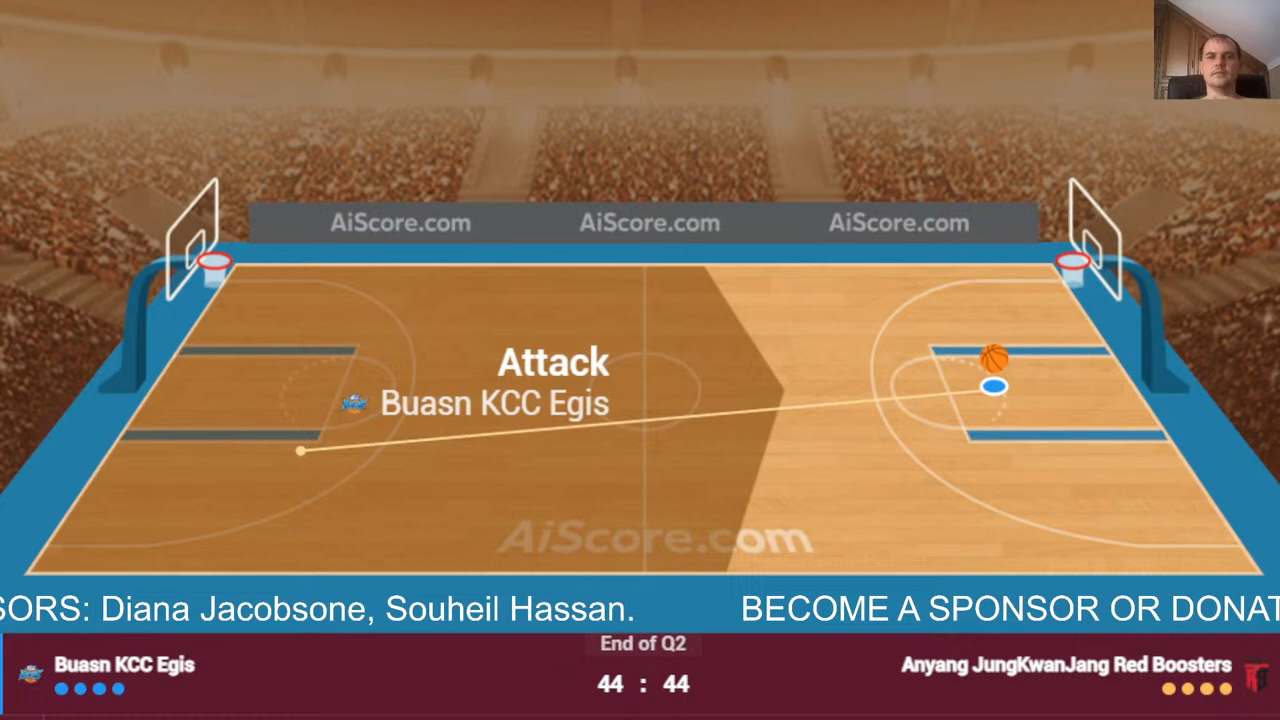 AiScore.com AiScore.com AiScore.com
Attack
Buasn KCC Egis
AiScore.com
SORS: Diana Jacobsone, Souheil Hassan. BECOME A SPONSOR OR DONAT
End of Q2
Buasn KCC Egis
44 : 44
Anyang JungKwanJang Red Boosters